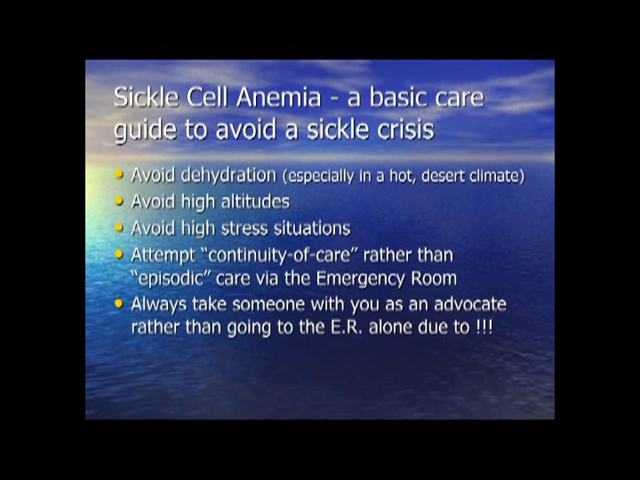 Sickle Cell Anemia - a basic care
guide to avoid a sickle crisis
• Avoid dehydration (especially in a hot, desert climate)
• Avoid high altitudes
• Avoid high stress situations
• Attempt “continuity-of-care” rather than
“episodic” care via the Emergency Room
• Always take someone with you as an advocate
rather than going to the E.R. alone due to !!!